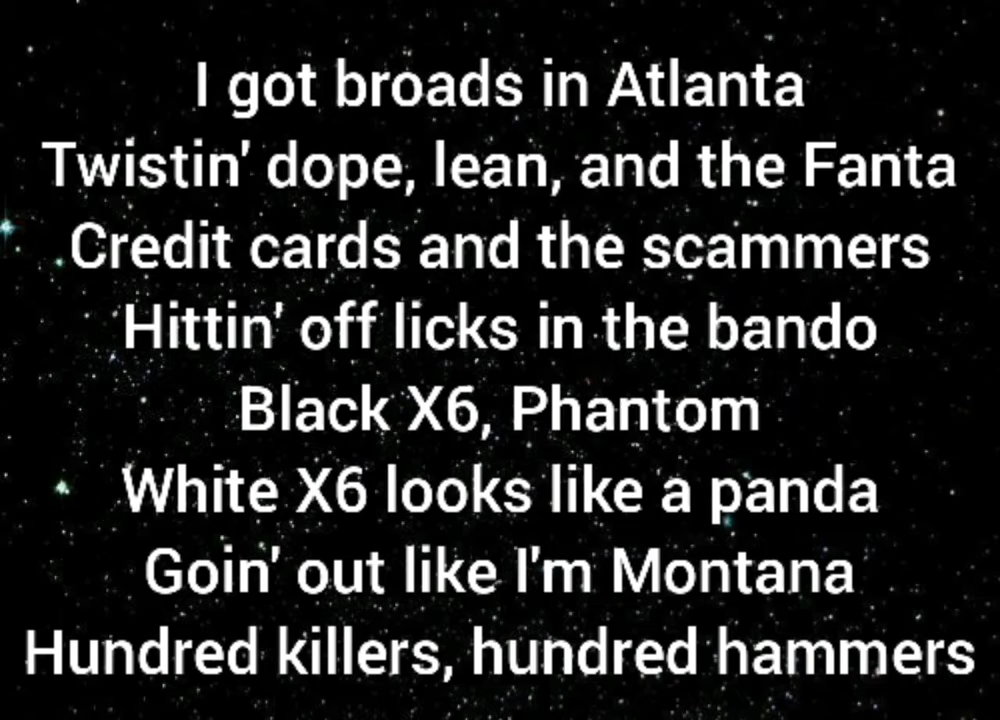 I got broads in Atlanta
Twistin' dope, lean, and the Fanta
Credit cards and the scammers
Hittin' off licks in the bando
Black X6, Phantom
White X6 looks like a panda
Goin' out like I'm Montana
Hundred killers, hundred hammers